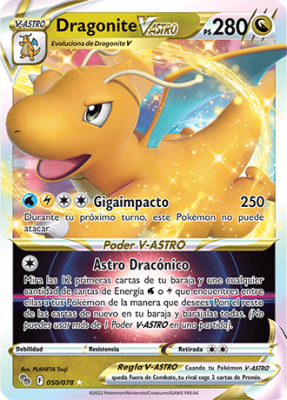 V-ASTRO Dragonite V-ASTRO PS 280
Evoluciona de Dragonite V
Gigaimpacto 250
Durante tu próximo turno, este Pokémon no puede
atacar.
Poder V-ASTRO
Astro Dracónico
Mira las 12 primeras cartas de tu baraja y une cualquier
cantidad de cartas de Energía o que encuentres entre
ellas a tus Pokémon de la manera que desees. Pon el resto
de las cartas de nuevo en tu baraja y barájalas todas. (No
puedes usar más de 1 Poder V-ASTRO en una partida).
Debilidad Resistencia Retirada
Regla V-ASTRO Cuando tu Pokémon V-ASTRO
queda Fuera de Combate, tu rival coge 2 cartas de Premio.
Ilus. PLANETA Tsuji
F 050/078
©2022 Pokémon/Nintendo/Creatures/GAME FREAK